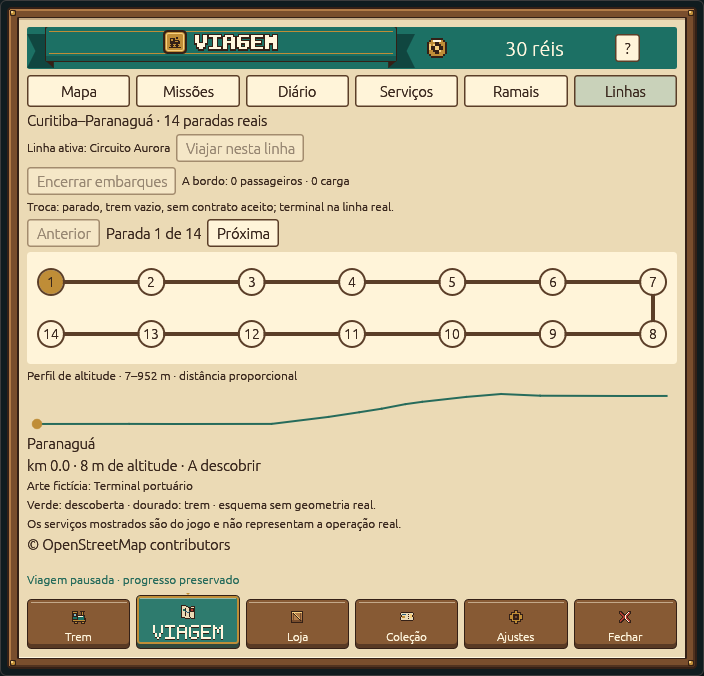 VIAGEM
30 réis
?
Mapa
Missões
Diário
Serviços
Ramais
Linhas
Curitiba–Paranaguá · 14 paradas reais
Linha ativa: Circuito Aurora
Viajar nesta linha
Encerrar embarques
A bordo: 0 passageiros · 0 carga
Troca: parado, trem vazio, sem contrato aceito; terminal na linha real.
Anterior
Parada 1 de 14
Próxima
1 2 3 4 5 6 7
14 13 12 11 10 9 8
Perfil de altitude · 7–952 m · distância proporcional
Paranaguá
km 0.0 · 8 m de altitude · A descobrir
Arte fictícia: Terminal portuário
Verde: descoberta · dourado: trem · esquema sem geometria real.
Os serviços mostrados são do jogo e não representam a operação real.
© OpenStreetMap contributors
Viagem pausada · progresso preservado
Trem
VIAGEM
Loja
Coleção
Ajustes
Fechar